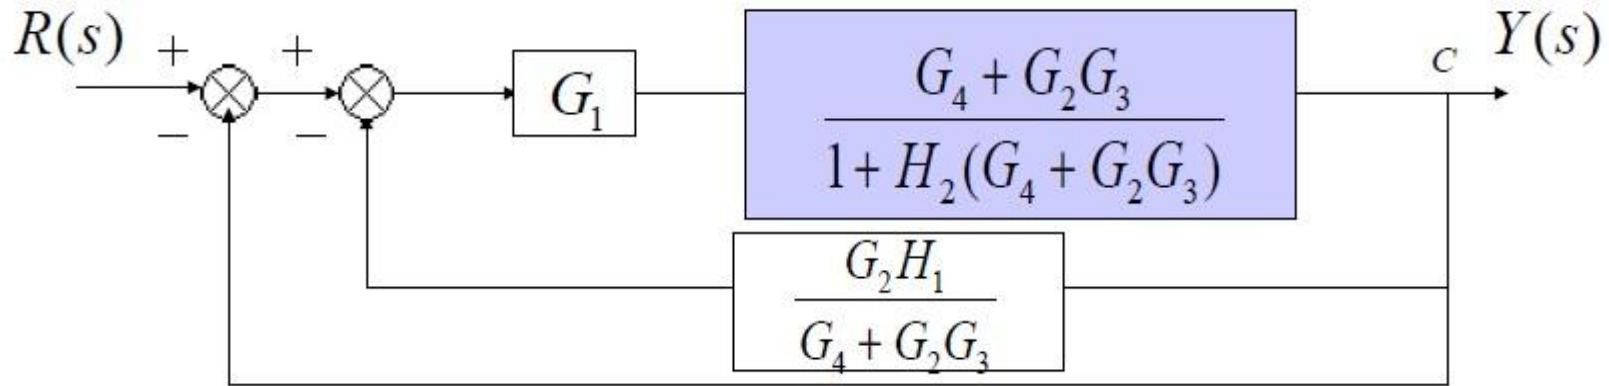 R(s) + + C Y(s)
G₁
G₄ + G₂G₃
1 + H₂(G₄ + G₂G₃)
− −
G₂H₁
G₄ + G₂G₃